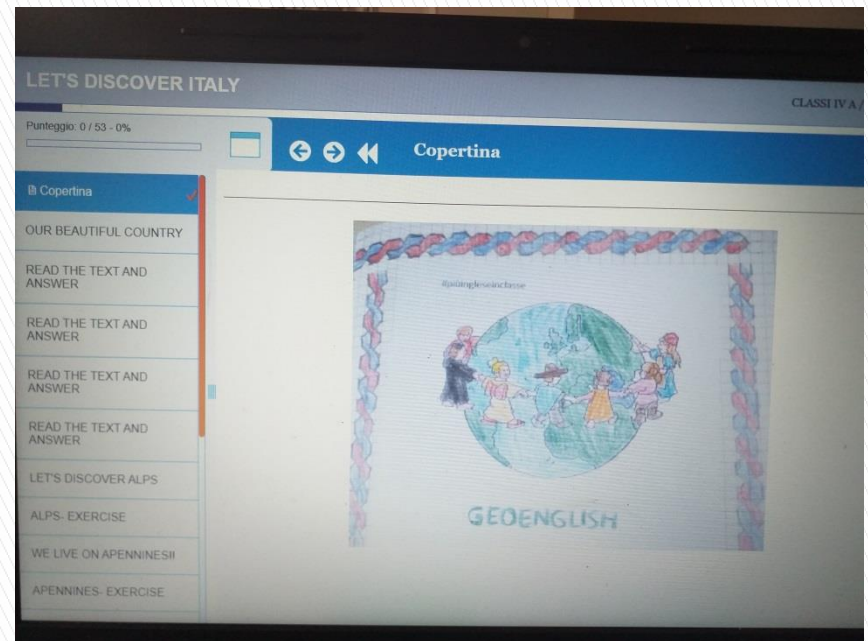 LET'S DISCOVER ITALY
CLASSI IV A /
Punteggio: 0 / 53 - 0%
Copertina
Copertina
OUR BEAUTIFUL COUNTRY
READ THE TEXT AND
ANSWER
READ THE TEXT AND
ANSWER
READ THE TEXT AND
ANSWER
READ THE TEXT AND
ANSWER
LET'S DISCOVER ALPS
ALPS- EXERCISE
WE LIVE ON APENNINES!!
APENNINES- EXERCISE
#piùingleseinclasse
GEOENGLISH